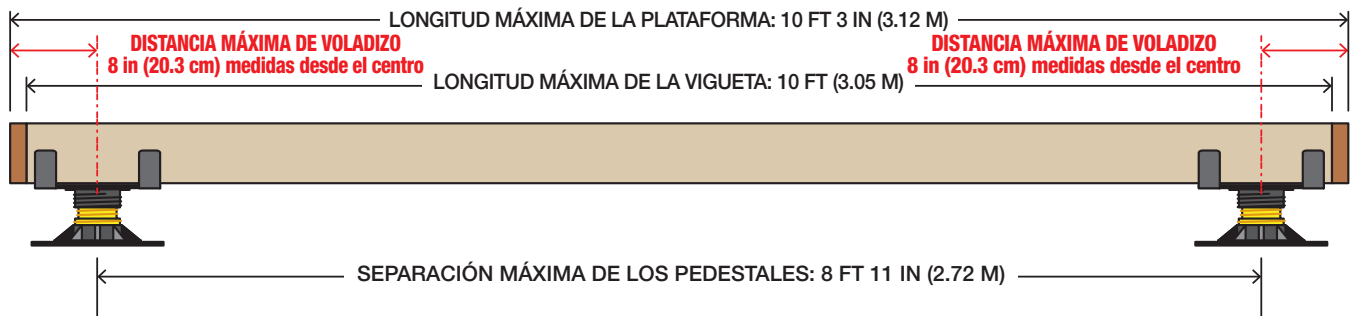 LONGITUD MÁXIMA DE LA PLATAFORMA: 10 FT 3 IN (3.12 M)
DISTANCIA MÁXIMA DE VOLADIZO
8 in (20.3 cm) medidas desde el centro
DISTANCIA MÁXIMA DE VOLADIZO
8 in (20.3 cm) medidas desde el centro
LONGITUD MÁXIMA DE LA VIGUETA: 10 FT (3.05 M)
SEPARACIÓN MÁXIMA DE LOS PEDESTALES: 8 FT 11 IN (2.72 M)